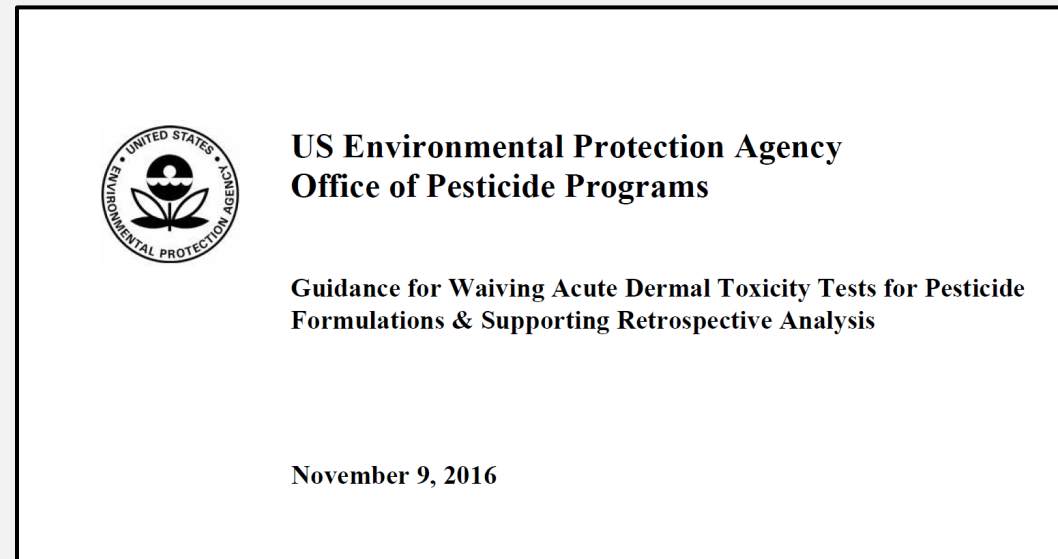 UNITED STATES
ENVIRONMENTAL PROTECTION AGENCY
US Environmental Protection Agency
Office of Pesticide Programs
Guidance for Waiving Acute Dermal Toxicity Tests for Pesticide
Formulations & Supporting Retrospective Analysis
November 9, 2016